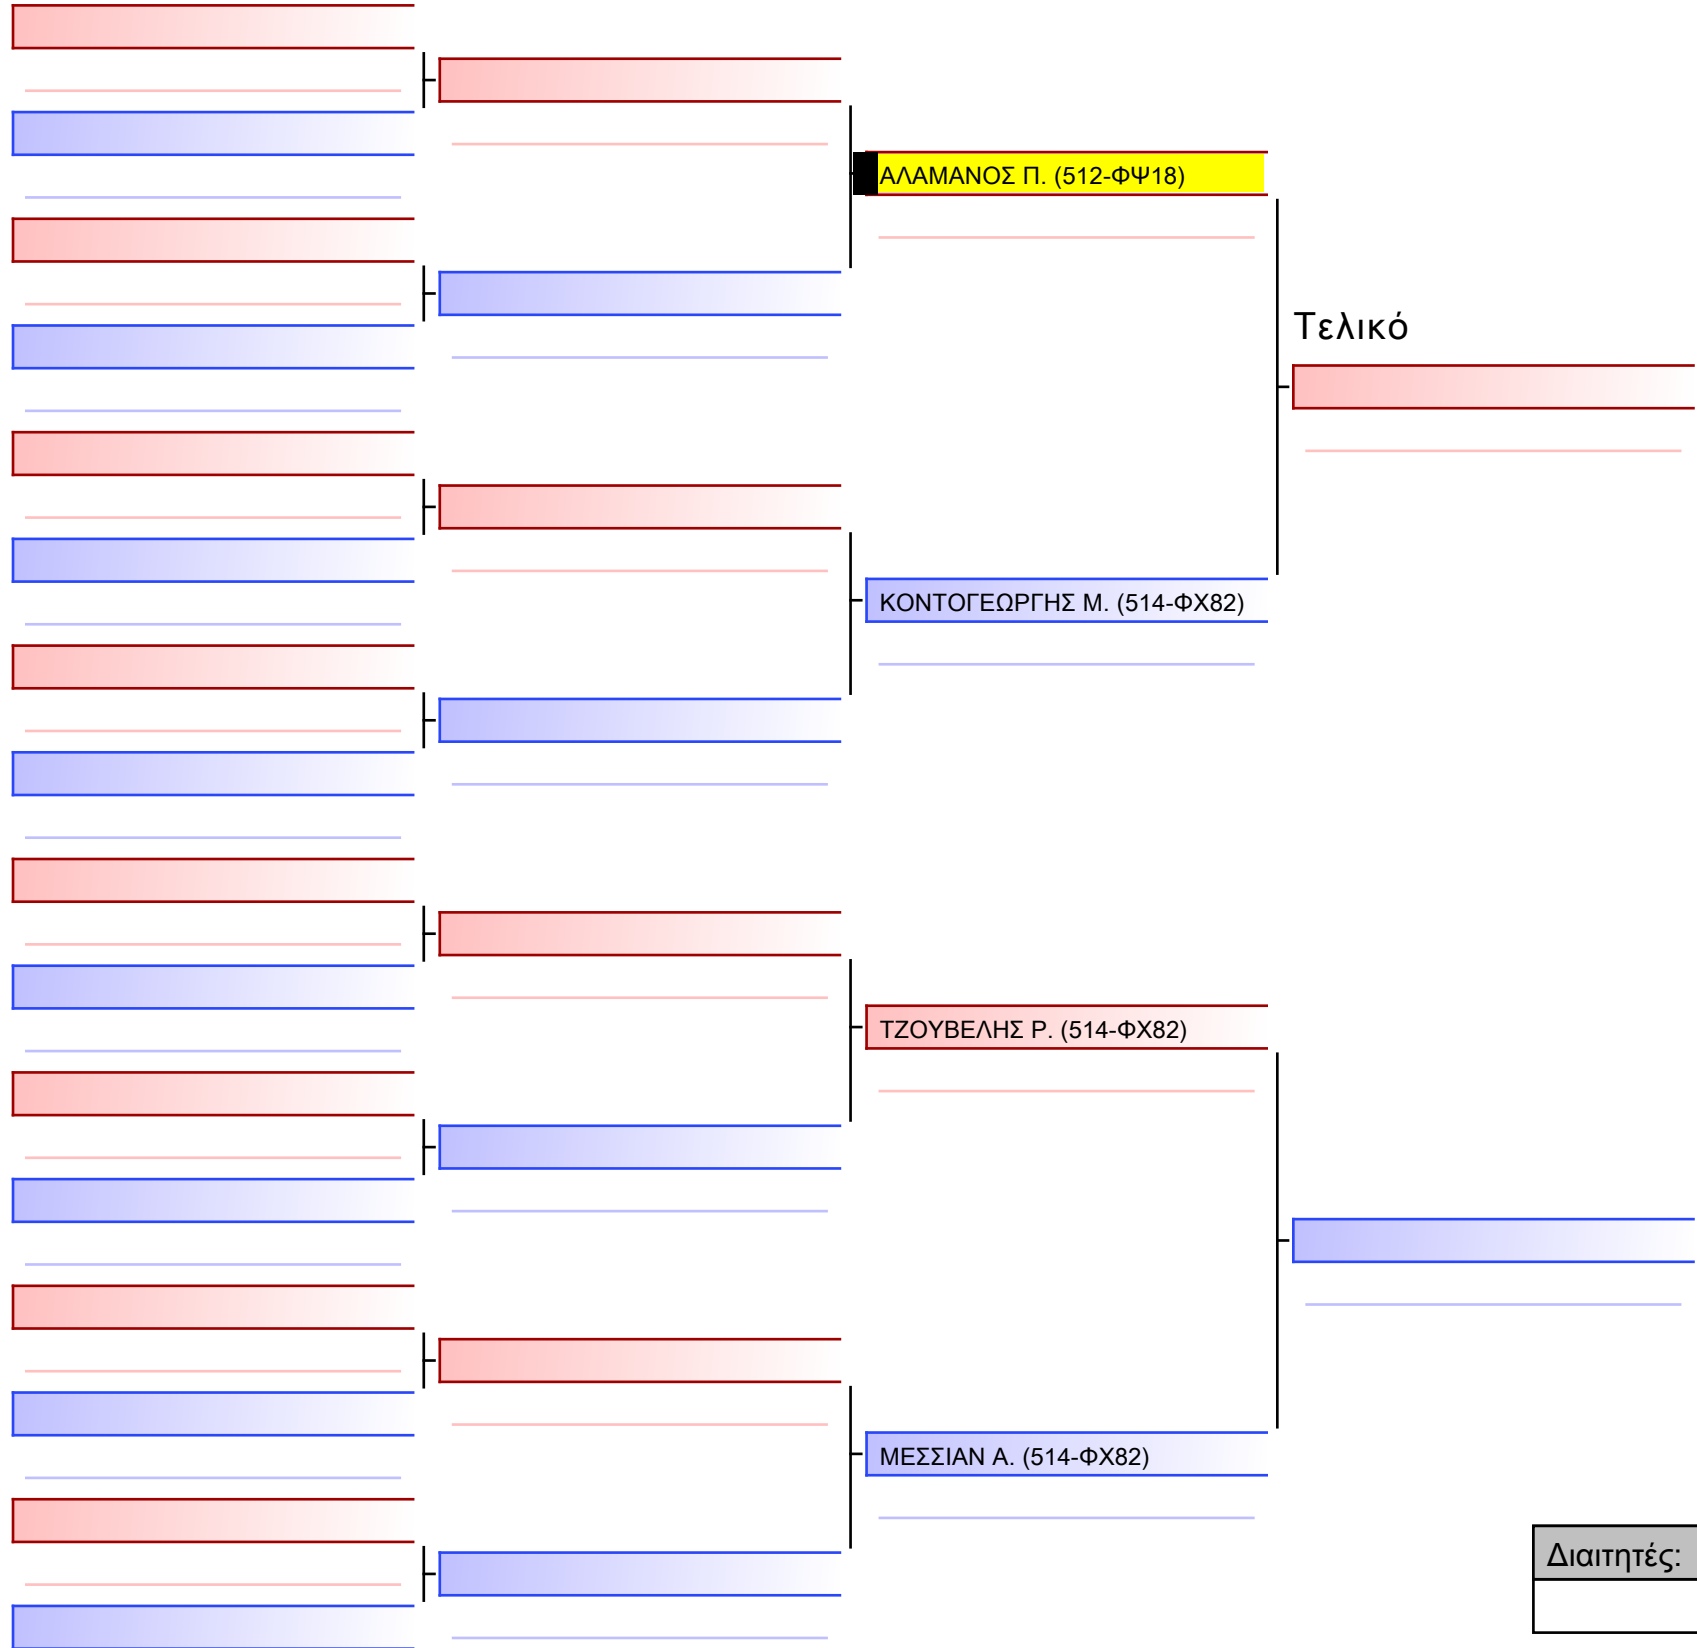 ΑΛΑΜΑΝΟΣ Π. (512-ΦΨ18)
Τελικό
ΚΟΝΤΟΓΕΩΡΓΗΣ Μ. (514-ΦΧ82)
ΤΖΟΥΒΕΛΗΣ Ρ. (514-ΦΧ82)
ΜΕΣΣΙΑΝ Α. (514-ΦΧ82)
Διαιτητές: